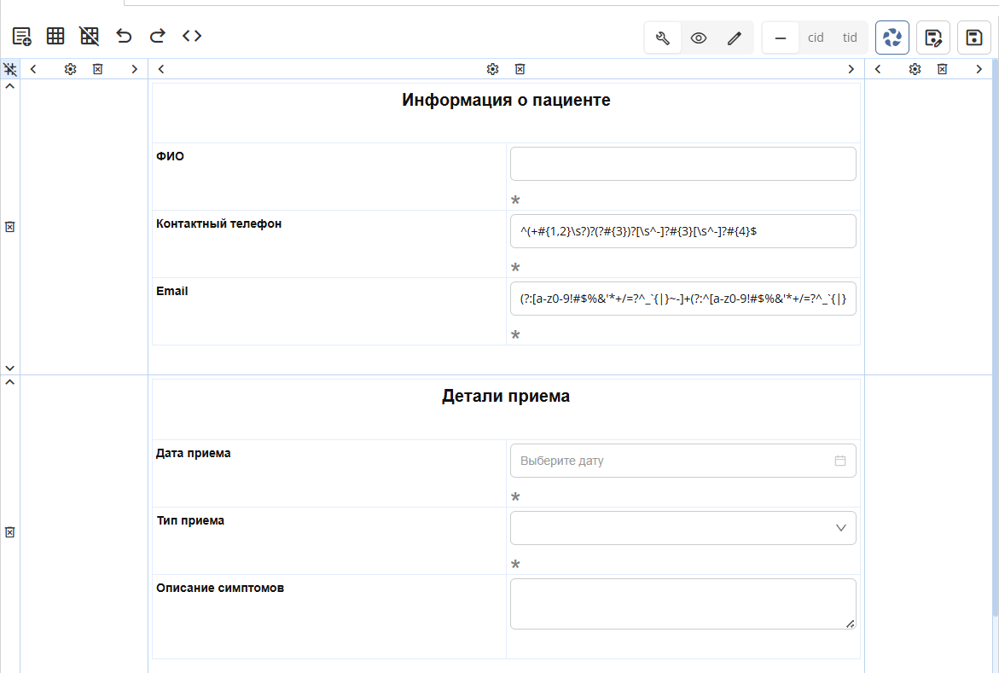 cid tid
Информация о пациенте
ФИО
*
Контактный телефон
^(+#{1,2}\s?)?(?#{3})?[\s^-]?#{3}[\s^-]?#{4}$
*
Email
(?:[a-z0-9!#$%&'*+/=?^_`{|}~-]+(?:^[a-z0-9!#$%&'*+/=?^_`{|}
*
Детали приема
Дата приема
Выберите дату
*
Тип приема
*
Описание симптомов